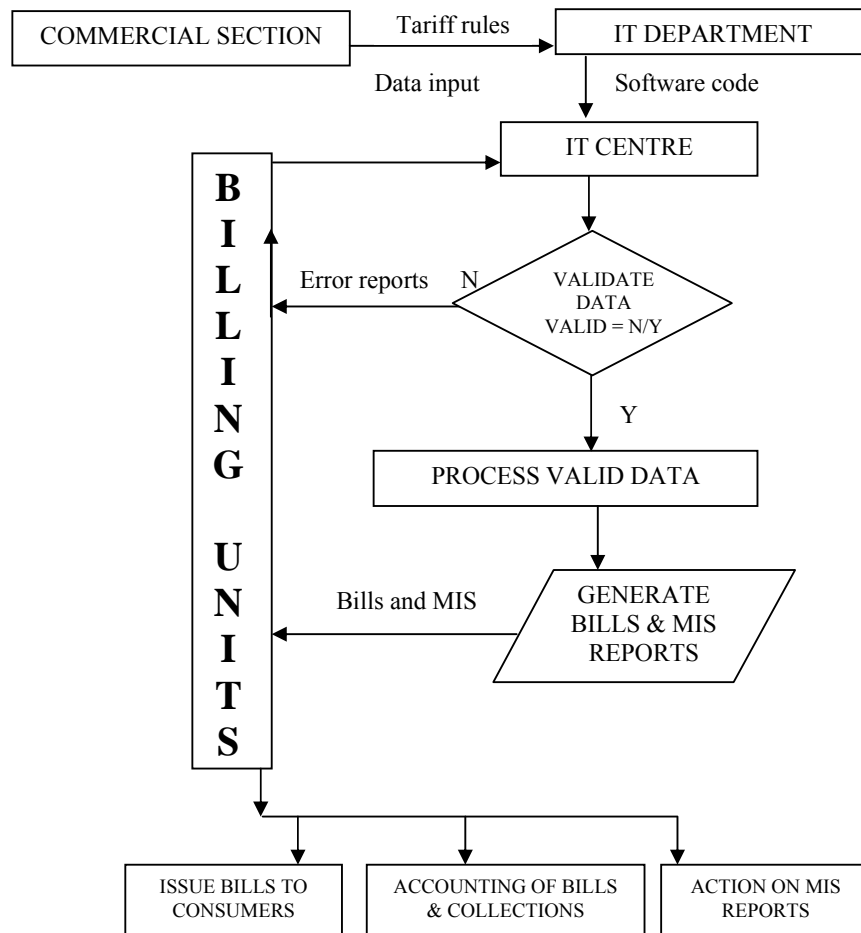 COMMERCIAL SECTION
Tariff rules
IT DEPARTMENT
Data input
Software code
IT CENTRE
BILLING UNITS
VALIDATE
DATA
VALID = N/Y
Error reports
N
Y
PROCESS VALID DATA
GENERATE
BILLS & MIS
REPORTS
Bills and MIS
ISSUE BILLS TO
CONSUMERS
ACCOUNTING OF BILLS
& COLLECTIONS
ACTION ON MIS
REPORTS